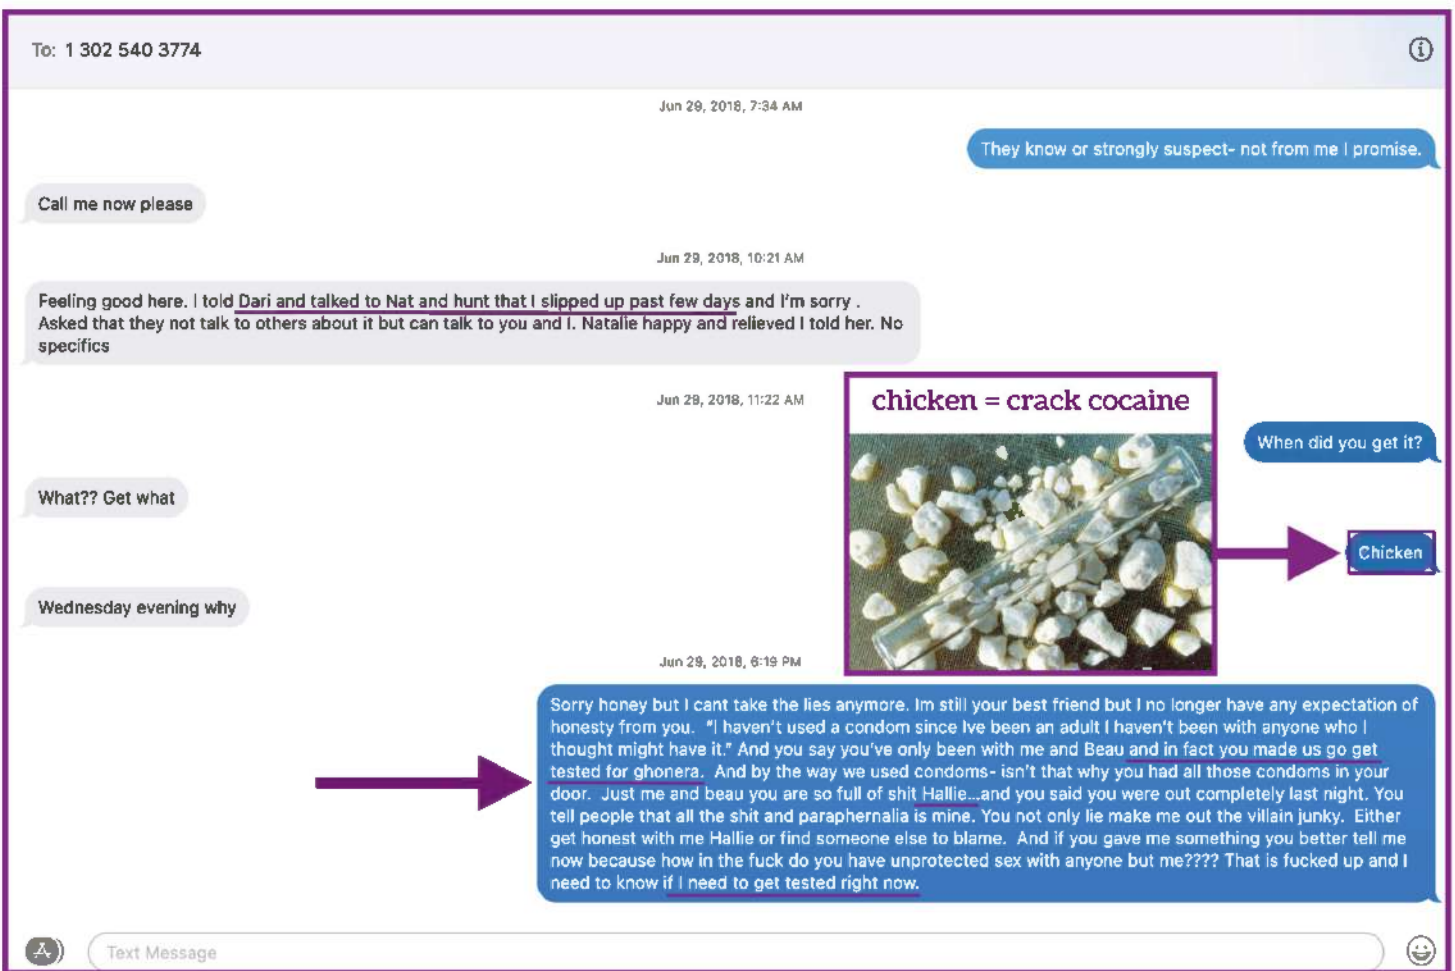 To: 1 302 540 3774
Jun 29, 2018, 7:34 AM
They know or strongly suspect- not from me I promise.
Call me now please
Jun 29, 2018, 10:21 AM
Feeling good here. I told Dari and talked to Nat and hunt that I slipped up past few days and I'm sorry .
Asked that they not talk to others about it but can talk to you and I. Natalie happy and relieved I told her. No
specifics
Jun 29, 2018, 11:22 AM
chicken = crack cocaine
When did you get it?
What?? Get what
Chicken
Wednesday evening why
Jun 29, 2018, 6:19 PM
Sorry honey but I cant take the lies anymore. Im still your best friend but I no longer have any expectation of
honesty from you. "I haven't used a condom since Ive been an adult I haven't been with anyone who I
thought might have it." And you say you've only been with me and Beau and in fact you made us go get
tested for ghonera. And by the way we used condoms- isn't that why you had all those condoms in your
door. Just me and beau you are so full of shit Hallie...and you said you were out completely last night. You
tell people that all the shit and paraphernalia is mine. You not only lie make me out the villain junky. Either
get honest with me Hallie or find someone else to blame. And if you gave me something you better tell me
now because how in the fuck do you have unprotected sex with anyone but me???? That is fucked up and I
need to know if I need to get tested right now.
Text Message